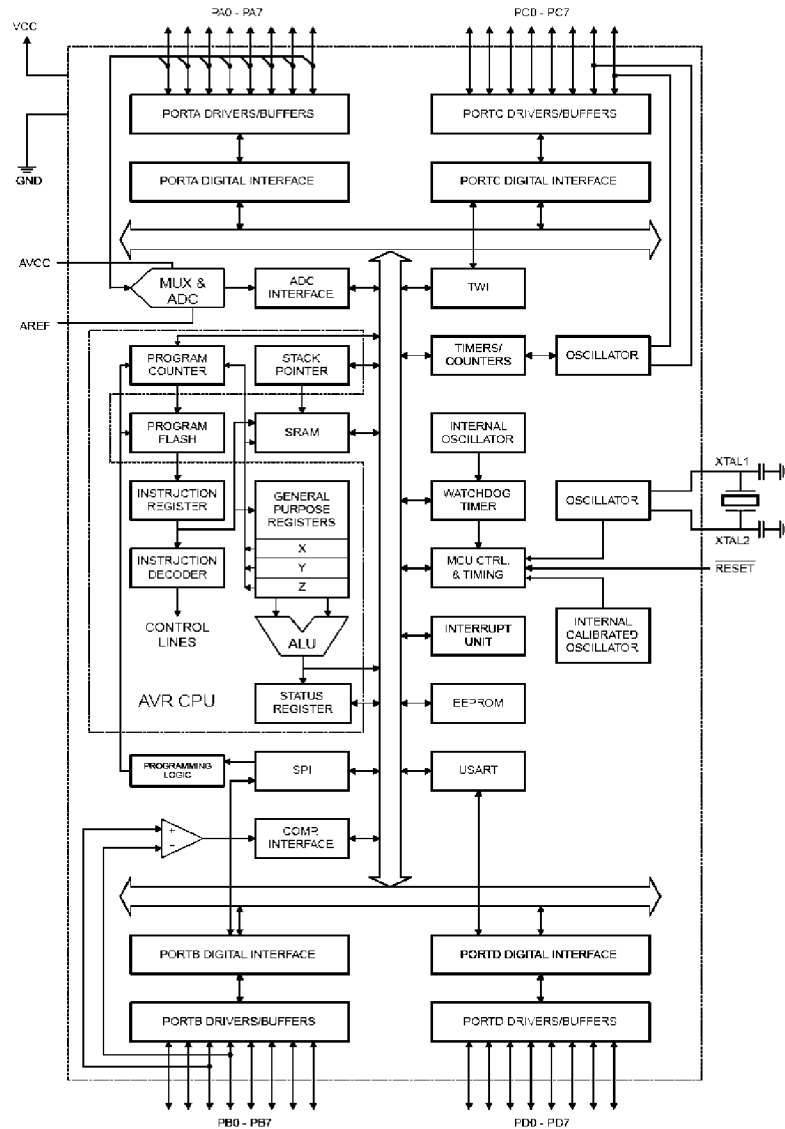 PA0 - PA7
PC0 - PC7
VCC
PORTA DRIVERS/BUFFERS
PORTC DRIVERS/BUFFERS
GND
PORTA DIGITAL INTERFACE
PORTC DIGITAL INTERFACE
AVCC
MUX &
ADC
ADC
INTERFACE
TWI
AREF
PROGRAM
COUNTER
STACK
POINTER
TIMERS/
COUNTERS
OSCILLATOR
PROGRAM
FLASH
SRAM
INTERNAL
OSCILLATOR
XTAL1
INSTRUCTION
REGISTER
GENERAL
PURPOSE
REGISTERS
WATCHDOG
TIMER
OSCILLATOR
XTAL2
X
INSTRUCTION
DECODER
Y
MCU CTRL.
& TIMING
RESET
Z
CONTROL
LINES
ALU
INTERRUPT
UNIT
INTERNAL
CALIBRATED
OSCILLATOR
AVR CPU
STATUS
REGISTER
EEPROM
PROGRAMMING
LOGIC
SPI
USART
+
−
COMP.
INTERFACE
PORTB DIGITAL INTERFACE
PORTD DIGITAL INTERFACE
PORTB DRIVERS/BUFFERS
PORTD DRIVERS/BUFFERS
PB0 - PB7
PD0 - PD7